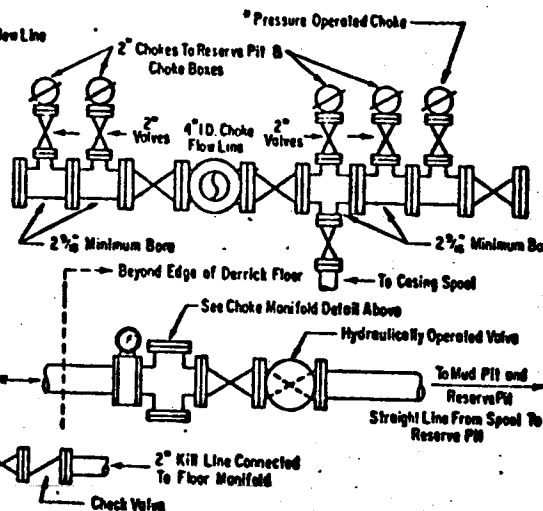 *Pressure Operated Choke
Line
2" Chokes To Reserve Pit &
Choke Boxes
2"
Valves
4" I.D. Choke
Flow Line
2"
Valves
2 9/16" Minimum Bore
2 9/16" Minimum Bo
Beyond Edge of Derrick Floor
To Casing Spool
See Choke Manifold Detail Above
Hydraulically Operated Valve
To Mud Pit and
Reserve Pit
Straight Line From Spool To
Reserve Pit
2" Kill Line Connected
To Floor Manifold
Check Valve